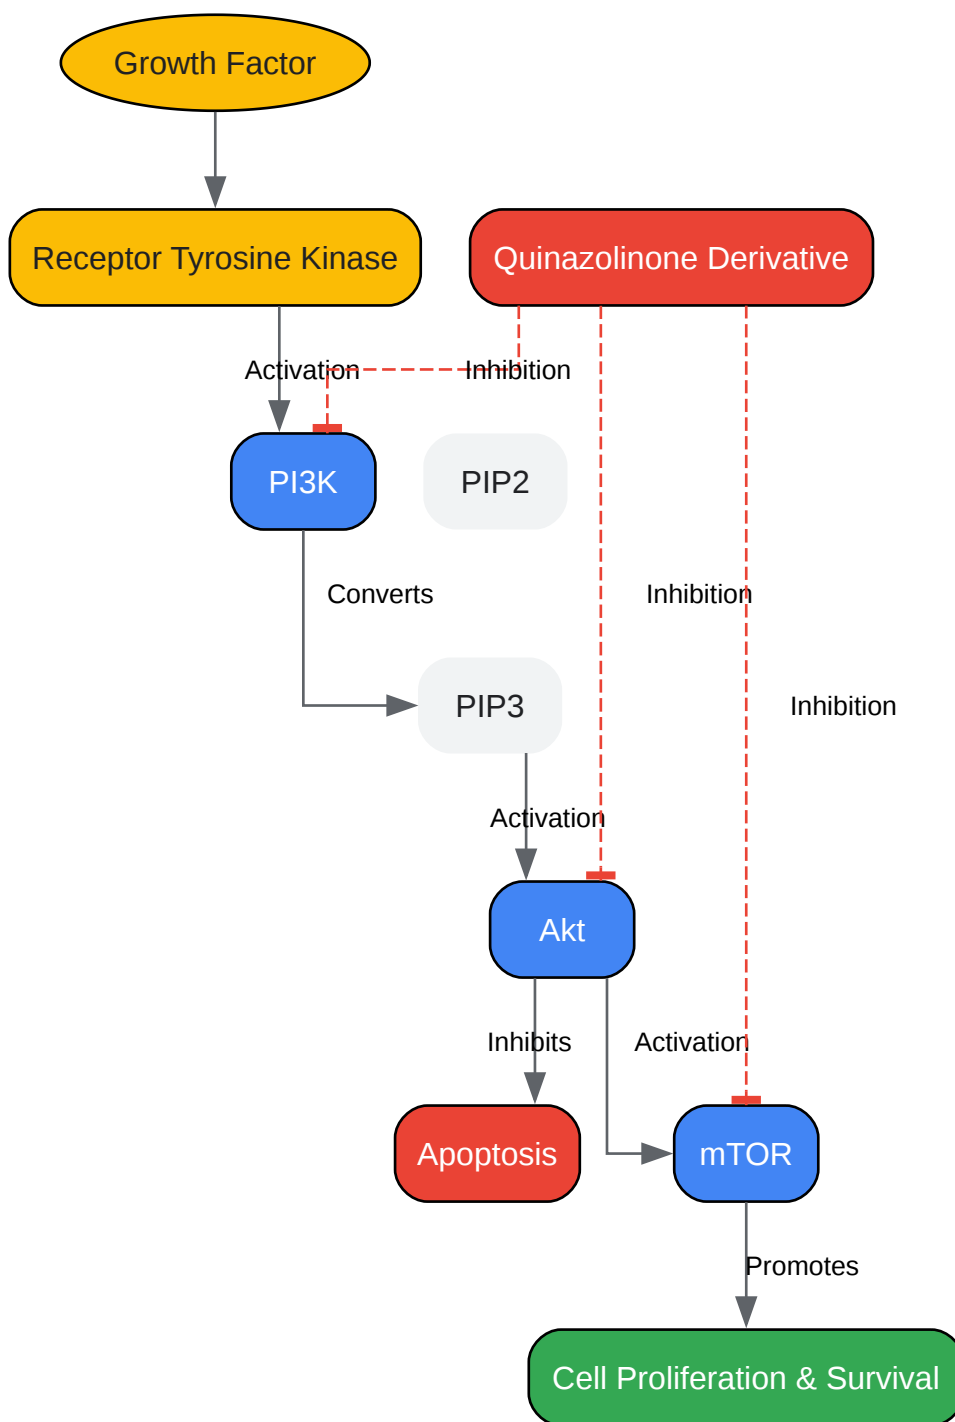 Growth Factor
Receptor Tyrosine Kinase
Quinazolinone Derivative
Activation
Inhibition
PI3K
PIP2
Converts
Inhibition
PIP3
Inhibition
Activation
Akt
Inhibits
Activation
Apoptosis
mTOR
Promotes
Cell Proliferation & Survival